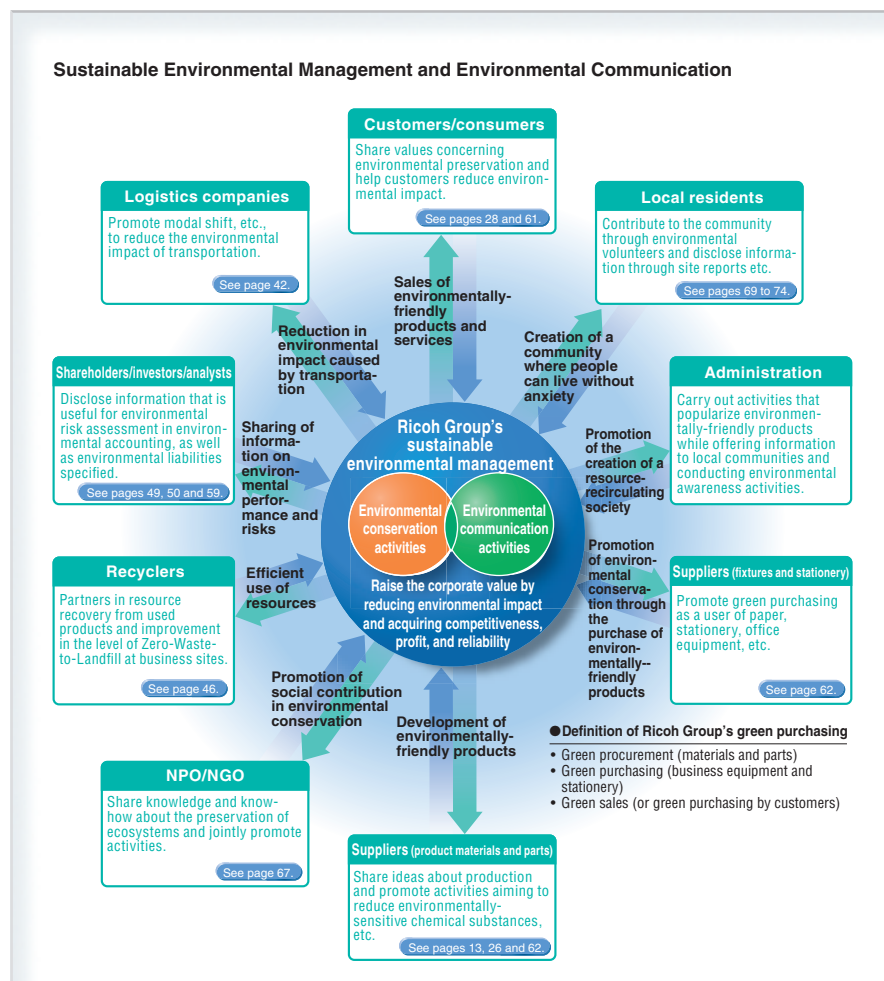 Sustainable Environmental Management and Environmental Communication
Customers/consumers
Share values concerning
environmental preservation and
help customers reduce environ-
mental impact.
See pages 28 and 61.
Logistics companies
Promote modal shift, etc.,
to reduce the environmental
impact of transportation.
See page 42.
Local residents
Contribute to the community
through environmental
volunteers and disclose informa-
tion through site reports etc.
See pages 69 to 74.
Sales of
environmentally-
friendly
products and
services
Reduction in
environmental
impact caused
by transporta-
tion
Creation of a
community
where people
can live without
anxiety
Shareholders/investors/analysts
Disclose information that is
useful for environmental
risk assessment in environ-
mental accounting, as well
as environmental liabilities
specified.
See pages 49, 50 and 59.
Sharing of
informa-
tion on
environ-
mental
perfor-
mance and
risks
Administration
Carry out activities that
popularize environmen-
tally-friendly products
while offering information
to local communities and
conducting environmental
awareness activities.
Promotion
of the
creation of a
resource-
recirculating
society
Ricoh Group's
sustainable
environmental management
Environmental
conservation
activities
Environmental
communication
activities
Raise the corporate value by
reducing environmental impact
and acquiring competitiveness,
profit, and reliability
Recyclers
Partners in resource
recovery from used
products and improvement
in the level of Zero-Waste-
to-Landfill at business sites.
See page 46.
Efficient
use of
resources
Promotion
of environ-
mental
conserva-
tion through
the
purchase of
environ-
mentally--
friendly
products
Suppliers (fixtures and stationery)
Promote green purchasing
as a user of paper,
stationery, office
equipment, etc.
See page 62.
Promotion of
social contribution
in environmental
conservation
Development of
environmentally-
friendly products
●Definition of Ricoh Group's green purchasing
• Green procurement (materials and parts)
• Green purchasing (business equipment and
stationery)
• Green sales (or green purchasing by customers)
NPO/NGO
Share knowledge and know-
how about the preservation of
ecosystems and jointly promote
activities.
See page 67.
Suppliers (product materials and parts)
Share ideas about production
and promote activities aiming to
reduce environmentally-
sensitive chemical substances,
etc.
See pages 13, 26 and 62.